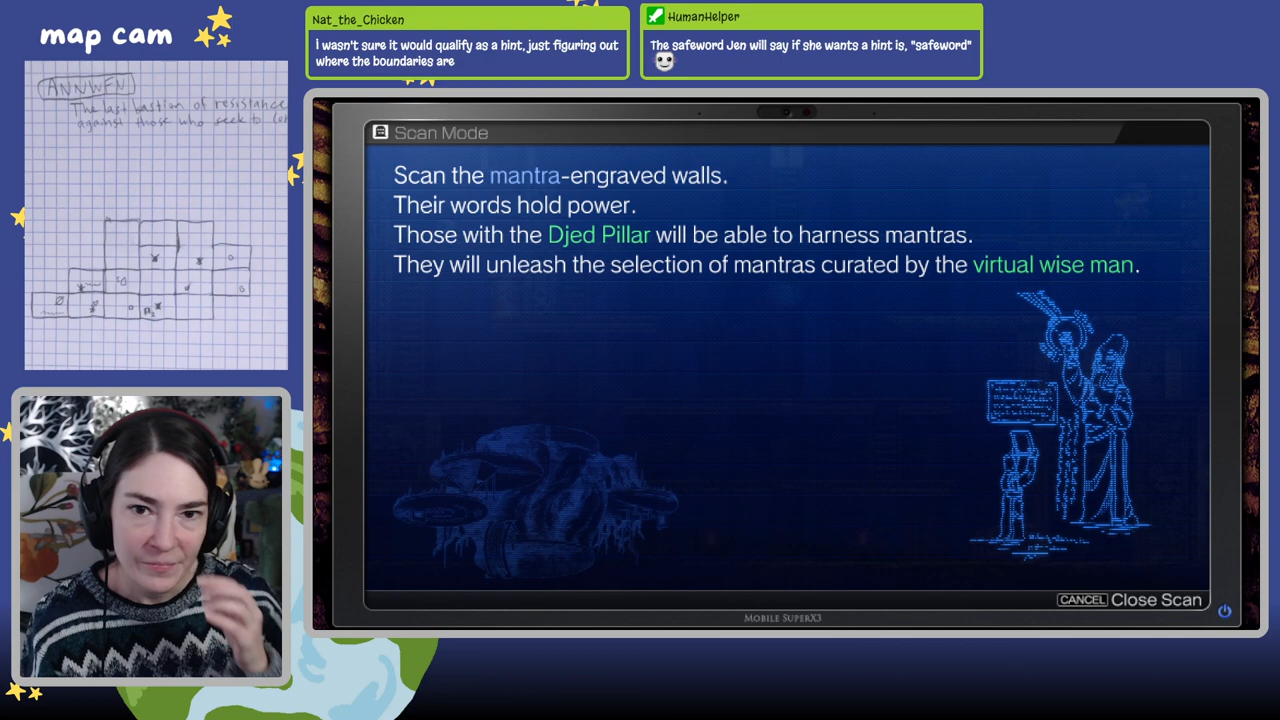 map cam
ANNWFN
The last bastion of resistance
against those who seek to
Nat_the_Chicken
I wasn't sure it would qualify as a hint, just figuring out
where the boundaries are
HumanHelper
The safeword Jen will say if she wants a hint is, "safeword"
Scan Mode
Scan the mantra-engraved walls.
Their words hold power.
Those with the Djed Pillar will be able to harness mantras.
They will unleash the selection of mantras curated by the virtual wise man.
CANCEL Close Scan
MOBILE SUPERX3